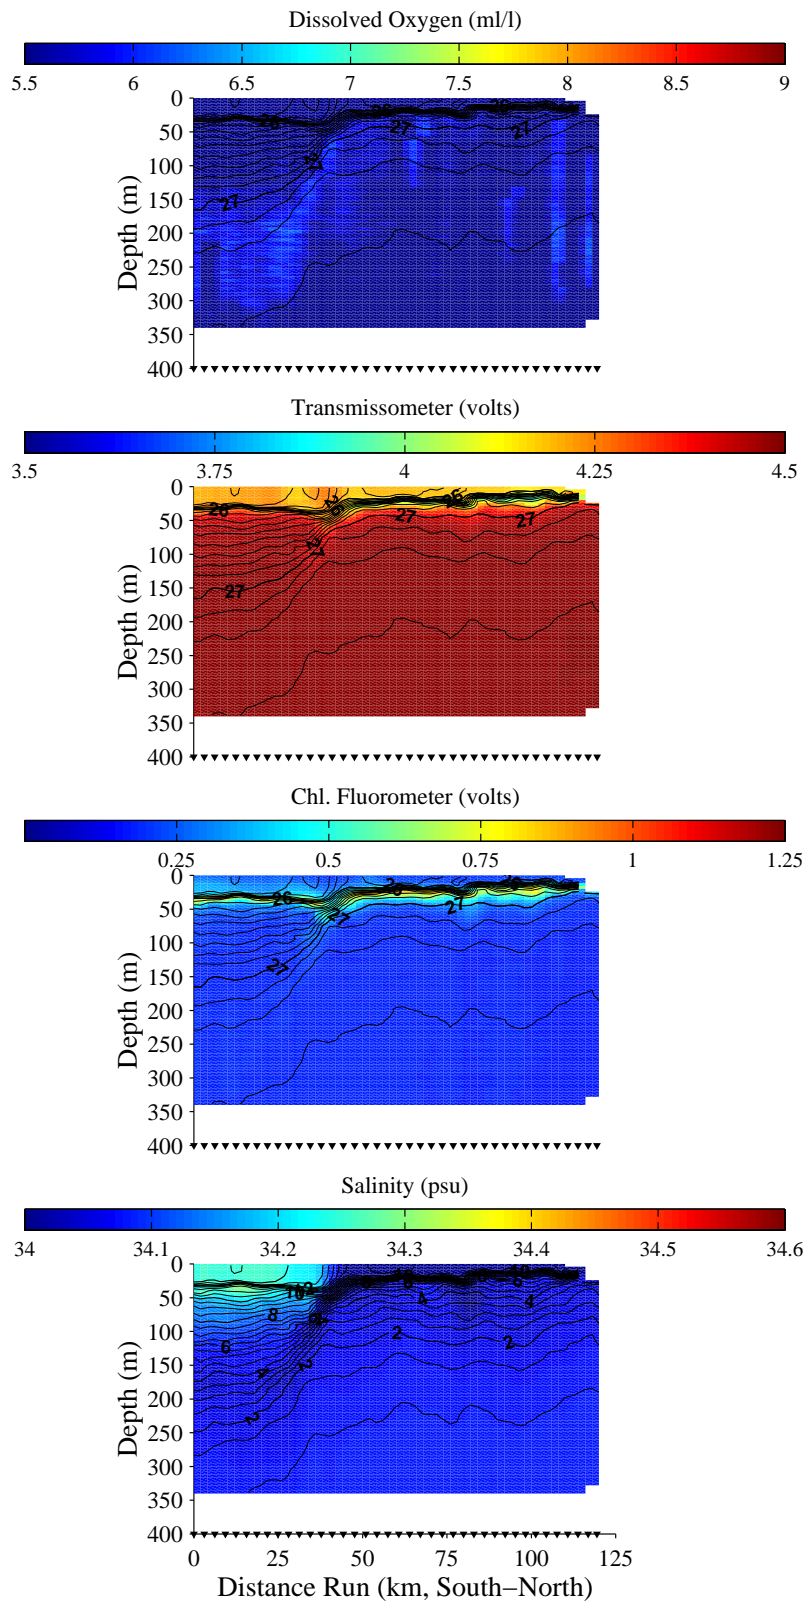 Dissolved Oxygen (ml/l)
5.5 6 6.5 7 7.5 8 8.5 9
0
50
100
150
200
250
300
350
400
Depth (m)
26 26 26
27 27 27 27
Transmissometer (volts)
3.5 3.75 4 4.25 4.5
0
50
100
150
200
250
300
350
400
Depth (m)
26 26 26
27 27 27 27
Chl. Fluorometer (volts)
0.25 0.5 0.75 1 1.25
0
50
100
150
200
250
300
350
400
Depth (m)
26 26
27 27 27
Salinity (psu)
34 34.1 34.2 34.3 34.4 34.5 34.6
0
50
100
150
200
250
300
350
400
Depth (m)
8 6 4 2 2
4 4
2 2
0 25 50 75 100 125
Distance Run (km, South−North)